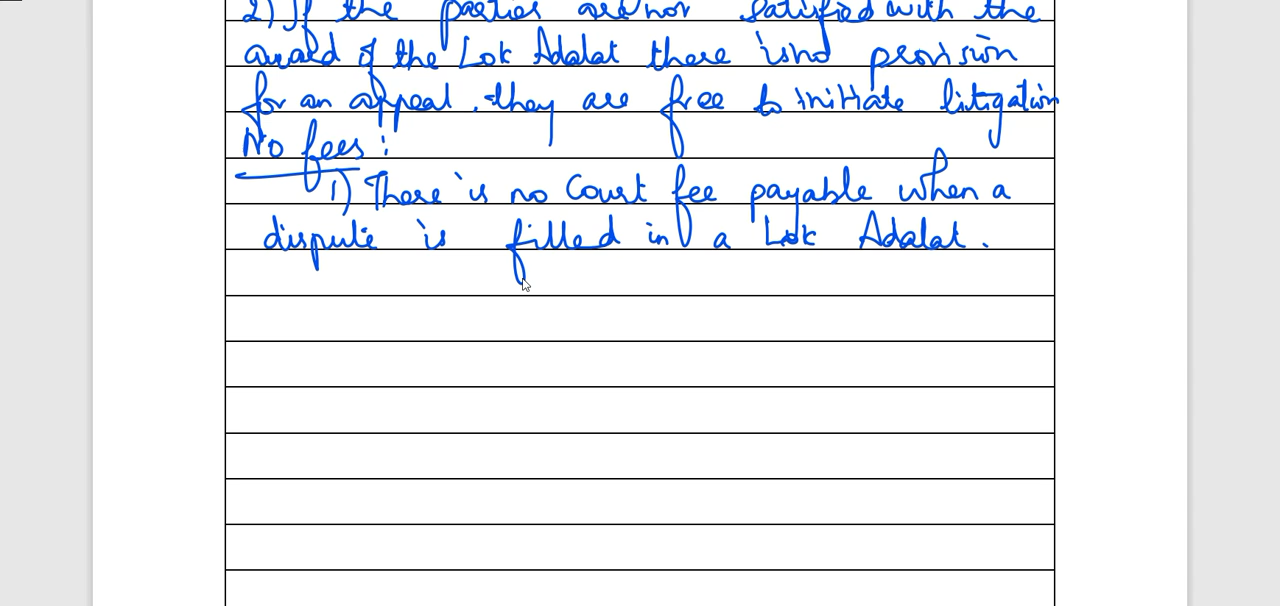 2) If the parties are not satisfied with the
award of the Lok Adalat there is no provision
for an appeal. they are free to initiate litigation
No fees:
1) There is no Court fee payable when a
dispute is filled in a Lok Adalat.